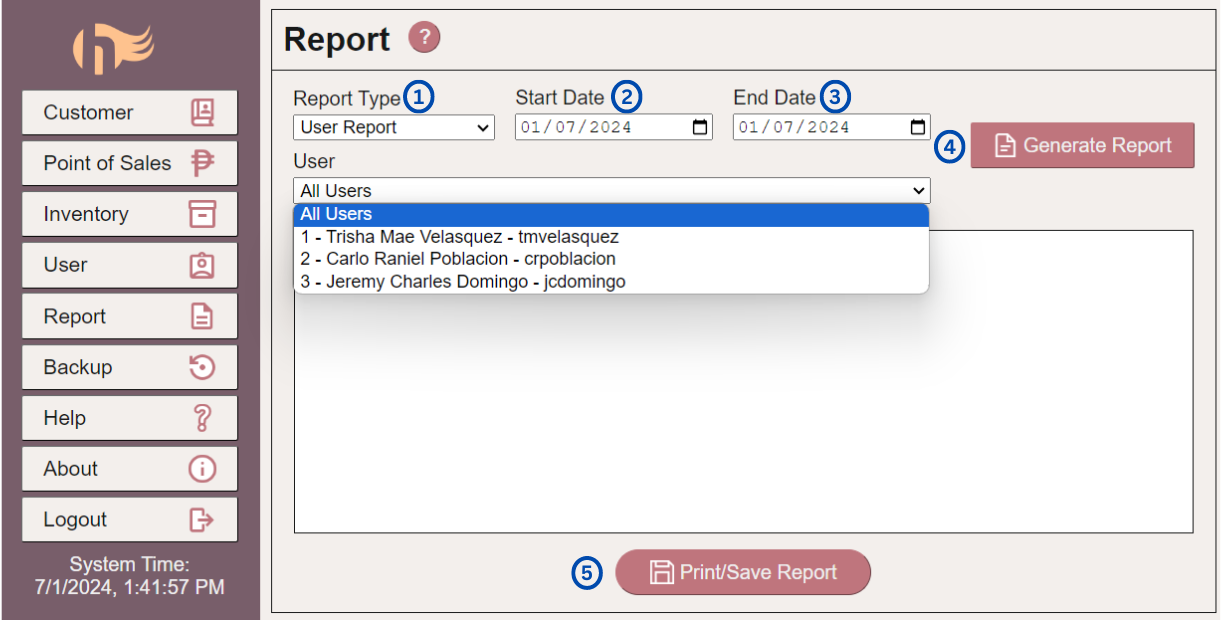 Report ?
Customer
Point of Sales
Inventory
User
Report
Backup
Help
About
Logout
System Time:
7/1/2024, 1:41:57 PM
Report Type 1
Start Date 2
End Date 3
User Report
01/07/2024
01/07/2024
4 Generate Report
User
All Users
All Users
1 - Trisha Mae Velasquez - tmvelasquez
2 - Carlo Raniel Poblacion - crpoblacion
3 - Jeremy Charles Domingo - jcdomingo
5 Print/Save Report